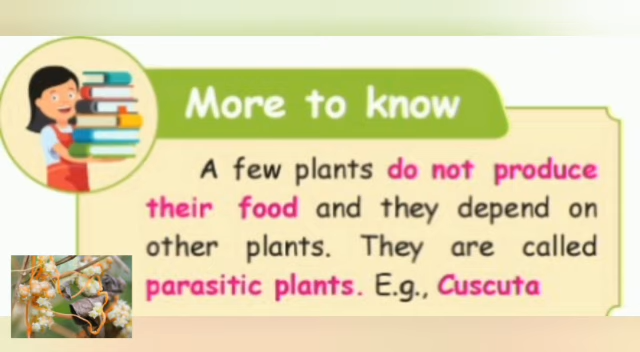 More to know
A few plants do not produce
their food and they depend on
other plants. They are called
parasitic plants. E.g., Cuscuta